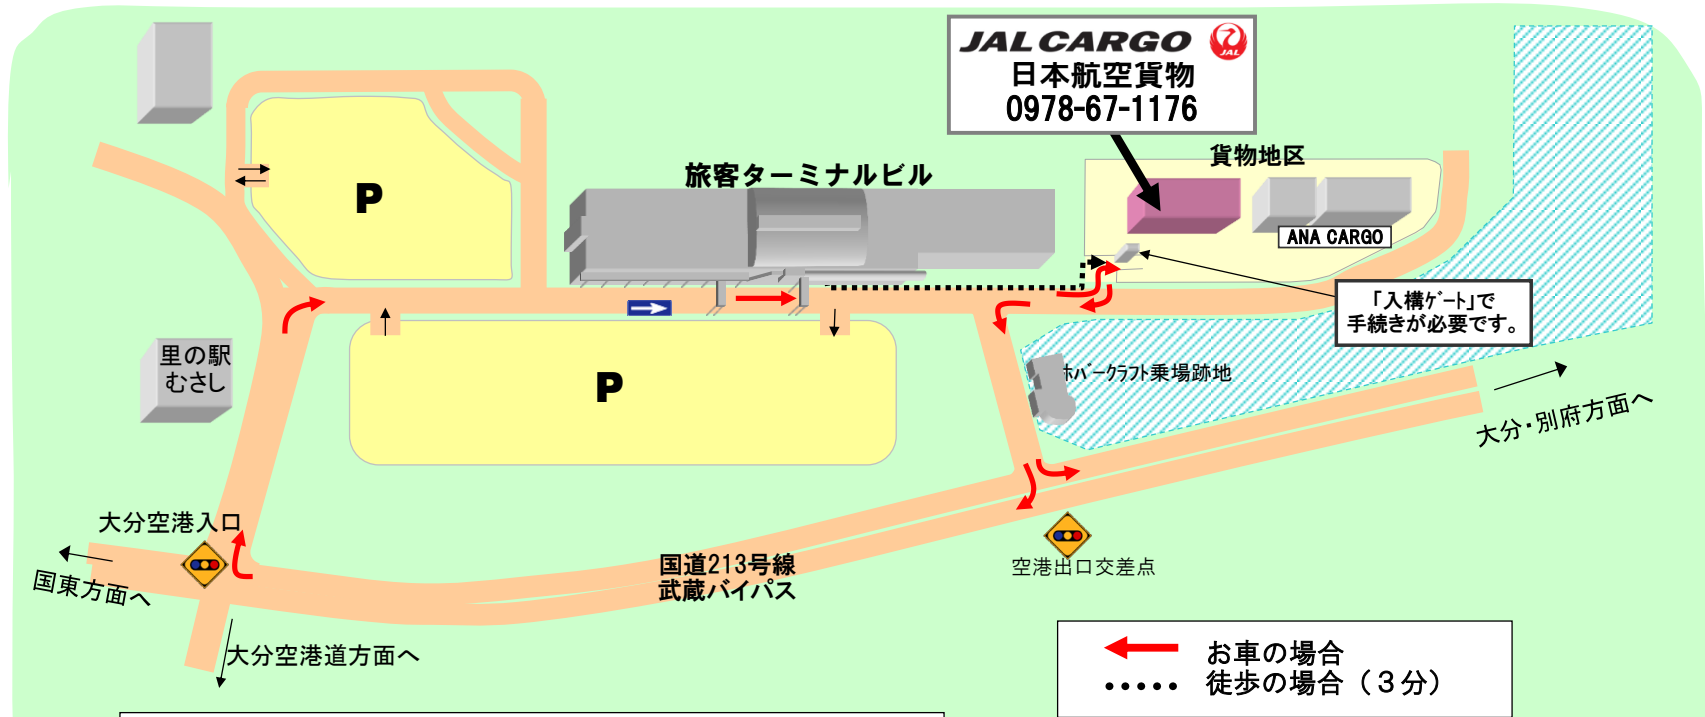 JAL CARGO
JAL
日本航空貨物
0978-67-1176
貨物地区
旅客ターミナルビル
P
ANA CARGO
「入構ｹﾞｰﾄ」で
手続きが必要です。
里の駅
むさし
P
ﾎﾊﾞｰｸﾗﾌﾄ乗場跡地
大分・別府方面へ
大分空港入口
国東方面へ
国道213号線
武蔵バイパス
空港出口交差点
大分空港道方面へ
お車の場合
徒歩の場合（３分）